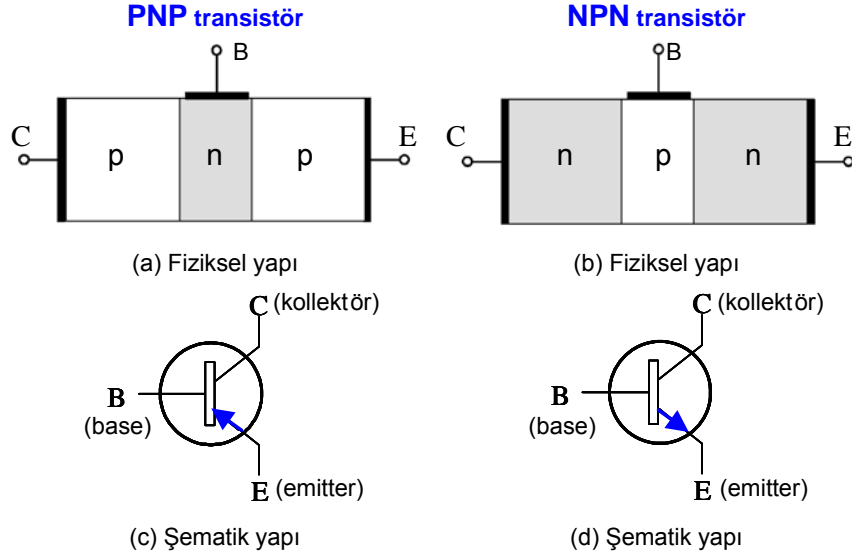 PNP transistör
NPN transistör
B
B
C
p
n
p
E
C
n
p
n
E
(a) Fiziksel yapı
(b) Fiziksel yapı
C (kollektör)
C (kollektör)
B
(base)
B
(base)
E (emitter)
E (emitter)
(c) Şematik yapı
(d) Şematik yapı